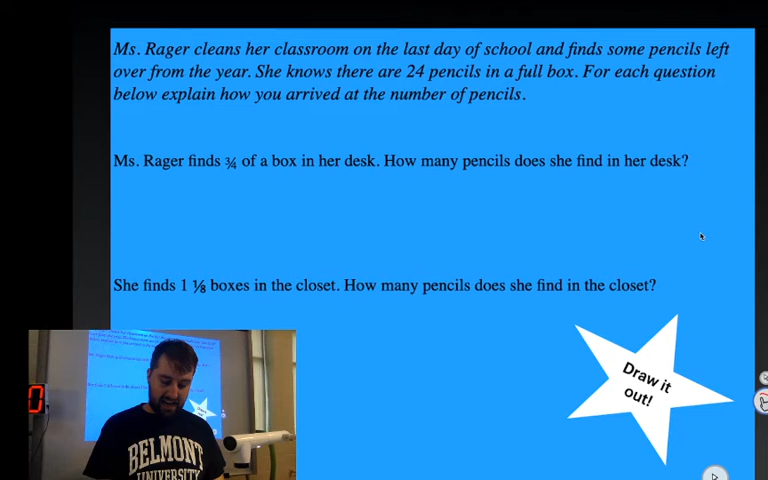 Ms. Rager cleans her classroom on the last day of school and finds some pencils left
over from the year. She knows there are 24 pencils in a full box. For each question
below explain how you arrived at the number of pencils.
Ms. Rager finds ¾ of a box in her desk. How many pencils does she find in her desk?
She finds 1 ⅛ boxes in the closet. How many pencils does she find in the closet?
Draw it
out!
0
BELMONT
UNIVERSITY